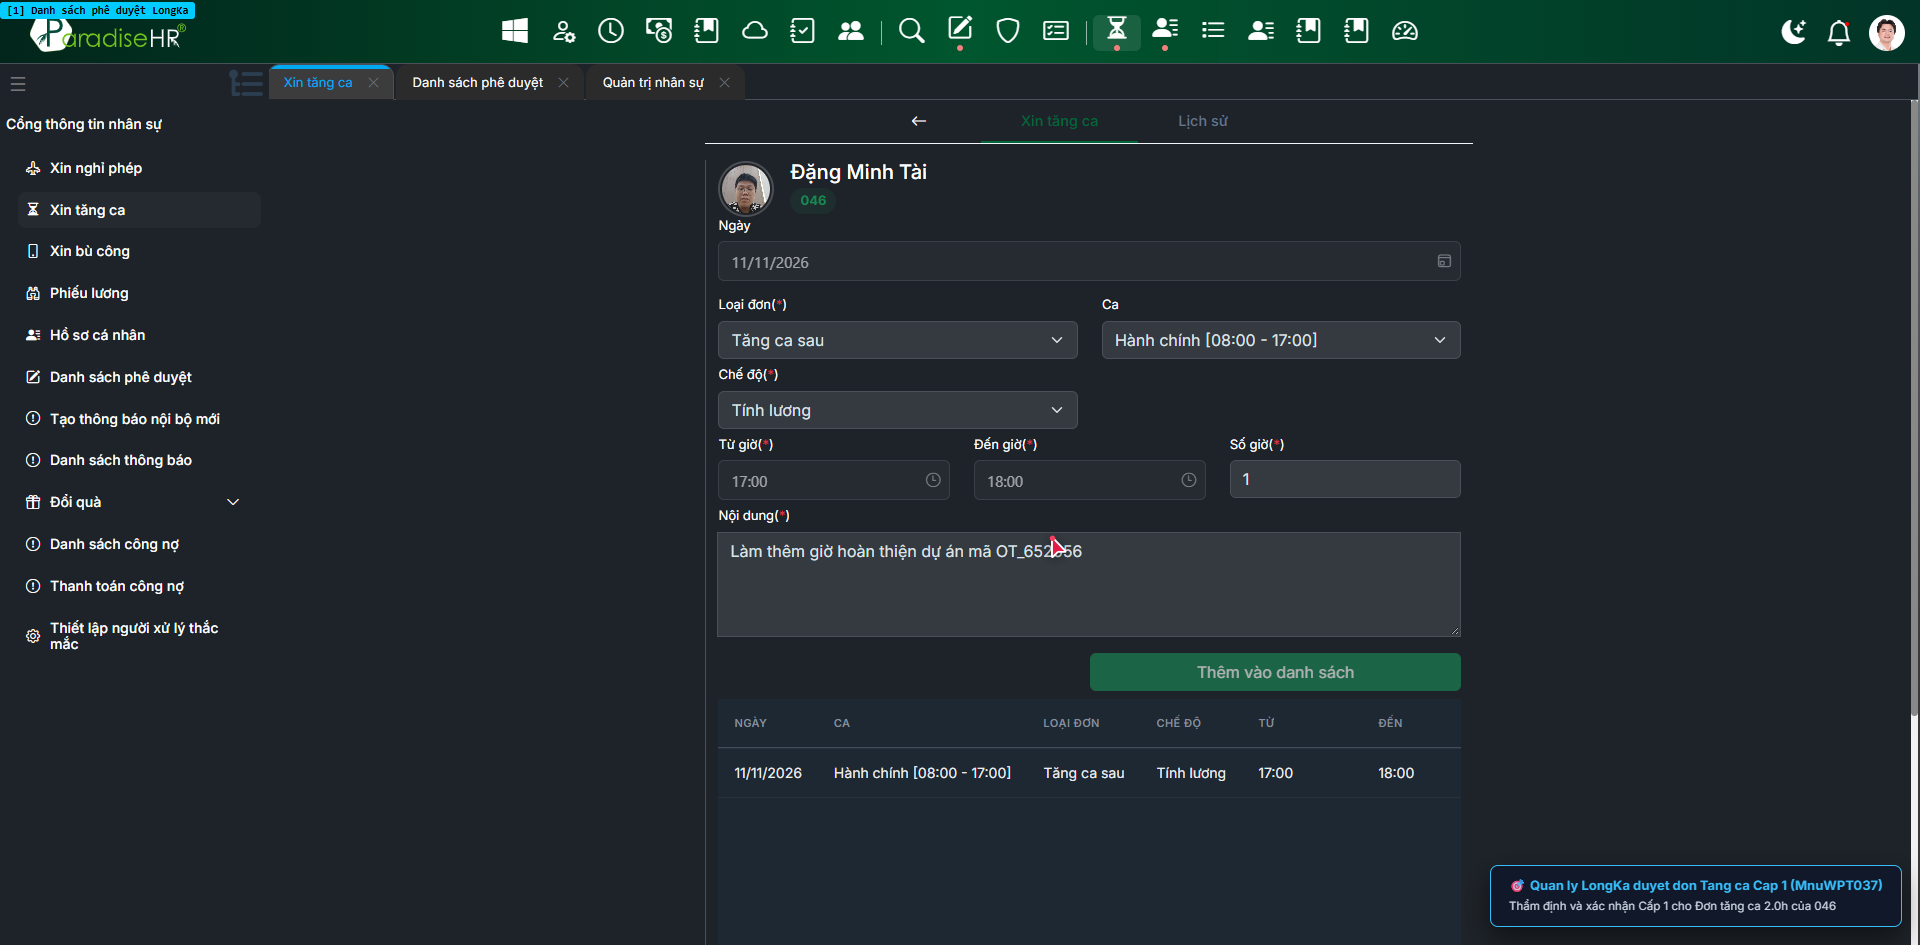 [1] Danh sách phê duyệt LongKa
ParadiseHR
Xin tăng ca
Danh sách phê duyệt
Quản trị nhân sự
Cổng thông tin nhân sự
Xin nghỉ phép
Xin tăng ca
Xin bù công
Phiếu lương
Hồ sơ cá nhân
Danh sách phê duyệt
Tạo thông báo nội bộ mới
Danh sách thông báo
Đổi quà
Danh sách công nợ
Thanh toán công nợ
Thiết lập người xử lý thắc
mắc
Xin tăng ca
Lịch sử
Đặng Minh Tài
046
Ngày
11/11/2026
Loại đơn(*)
Ca
Tăng ca sau
Hành chính [08:00 - 17:00]
Chế độ(*)
Tính lương
Từ giờ(*)
Đến giờ(*)
Số giờ(*)
17:00
18:00
1
Nội dung(*)
Làm thêm giờ hoàn thiện dự án mã
Thêm vào danh sách
NGÀY CA LOẠI ĐƠN CHẾ ĐỘ TỪ ĐẾN
11/11/2026 Hành chính [08:00 - 17:00] Tăng ca sau Tính lương 17:00 18:00
Quan ly LongKa duyet don Tang ca Cap 1 (MnuWPT037)
Thẩm định và xác nhận Cấp 1 cho Đơn tăng ca 2.0h của 046